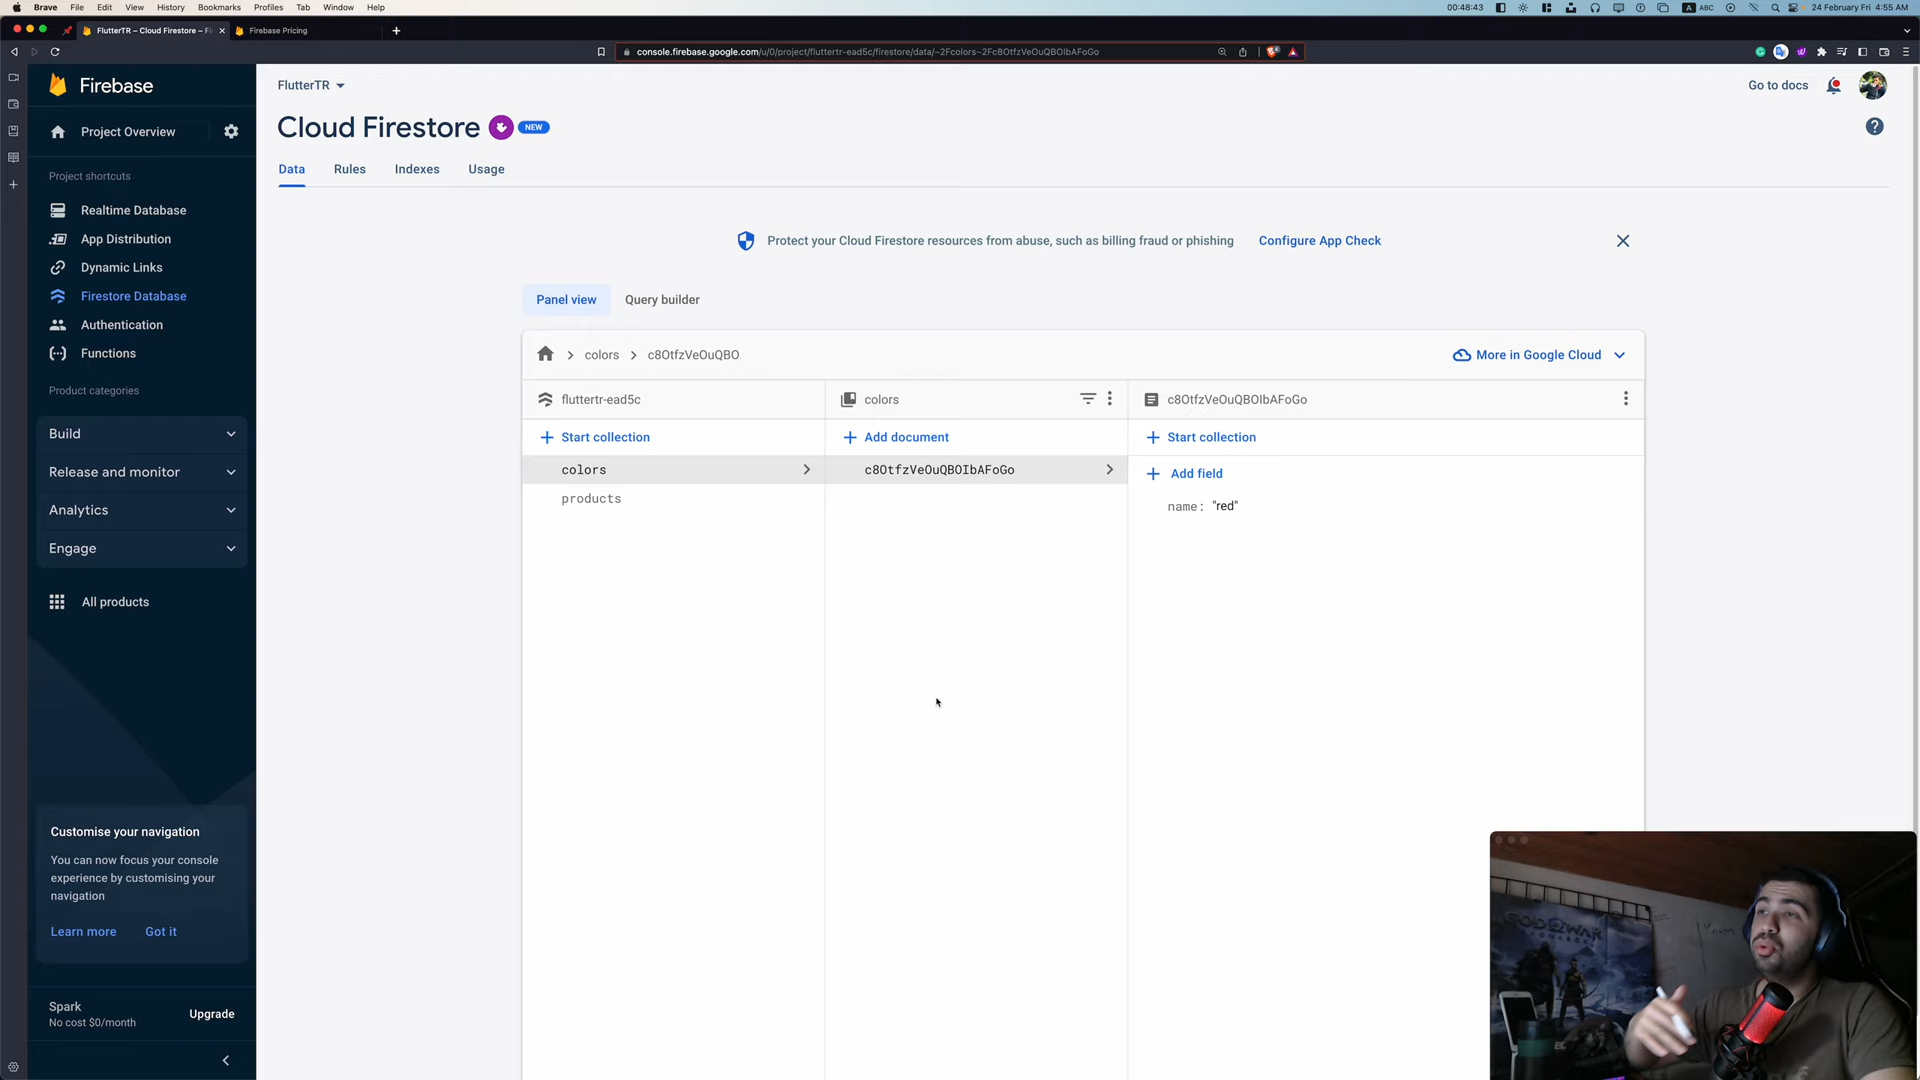 Brave File Edit View History Bookmarks Profiles Tab Window Help 00:48:43 A ABC 24 February Fri 4:55 AM
FlutterTR – Cloud Firestore – Fi
Firebase Pricing
console.firebase.google.com/u/0/project/fluttertr-ead5c/firestore/data/~2Fcolors~2Fc8OtfzVeOuQBOIbAFoGo
Firebase
Project Overview
Project shortcuts
Realtime Database
App Distribution
Dynamic Links
Firestore Database
Authentication
Functions
Product categories
Build
Release and monitor
Analytics
Engage
All products
Customise your navigation
You can now focus your console
experience by customising your
navigation
Learn more Got it
Spark
No cost $0/month
Upgrade
FlutterTR
Go to docs
Cloud Firestore NEW
Data Rules Indexes Usage
Protect your Cloud Firestore resources from abuse, such as billing fraud or phishing Configure App Check
Panel view Query builder
colors c8OtfzVeOuQBO
More in Google Cloud
fluttertr-ead5c
Start collection
colors
products
colors
Add document
c8OtfzVeOuQBOIbAFoGo
c8OtfzVeOuQBOIbAFoGo
Start collection
Add field
name: "red"
GOD OF WAR
RAGNAROK